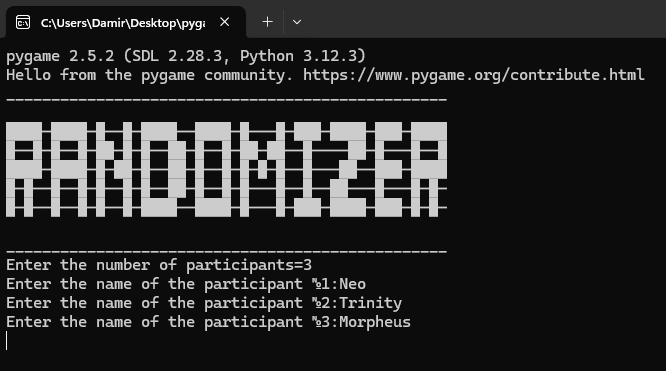 C:\Users\Damir\Desktop\pyga
pygame 2.5.2 (SDL 2.28.3, Python 3.12.3)
Hello from the pygame community. https://www.pygame.org/contribute.html
RANDOMIZER
Enter the number of participants=3
Enter the name of the participant №1:Neo
Enter the name of the participant №2:Trinity
Enter the name of the participant №3:Morpheus